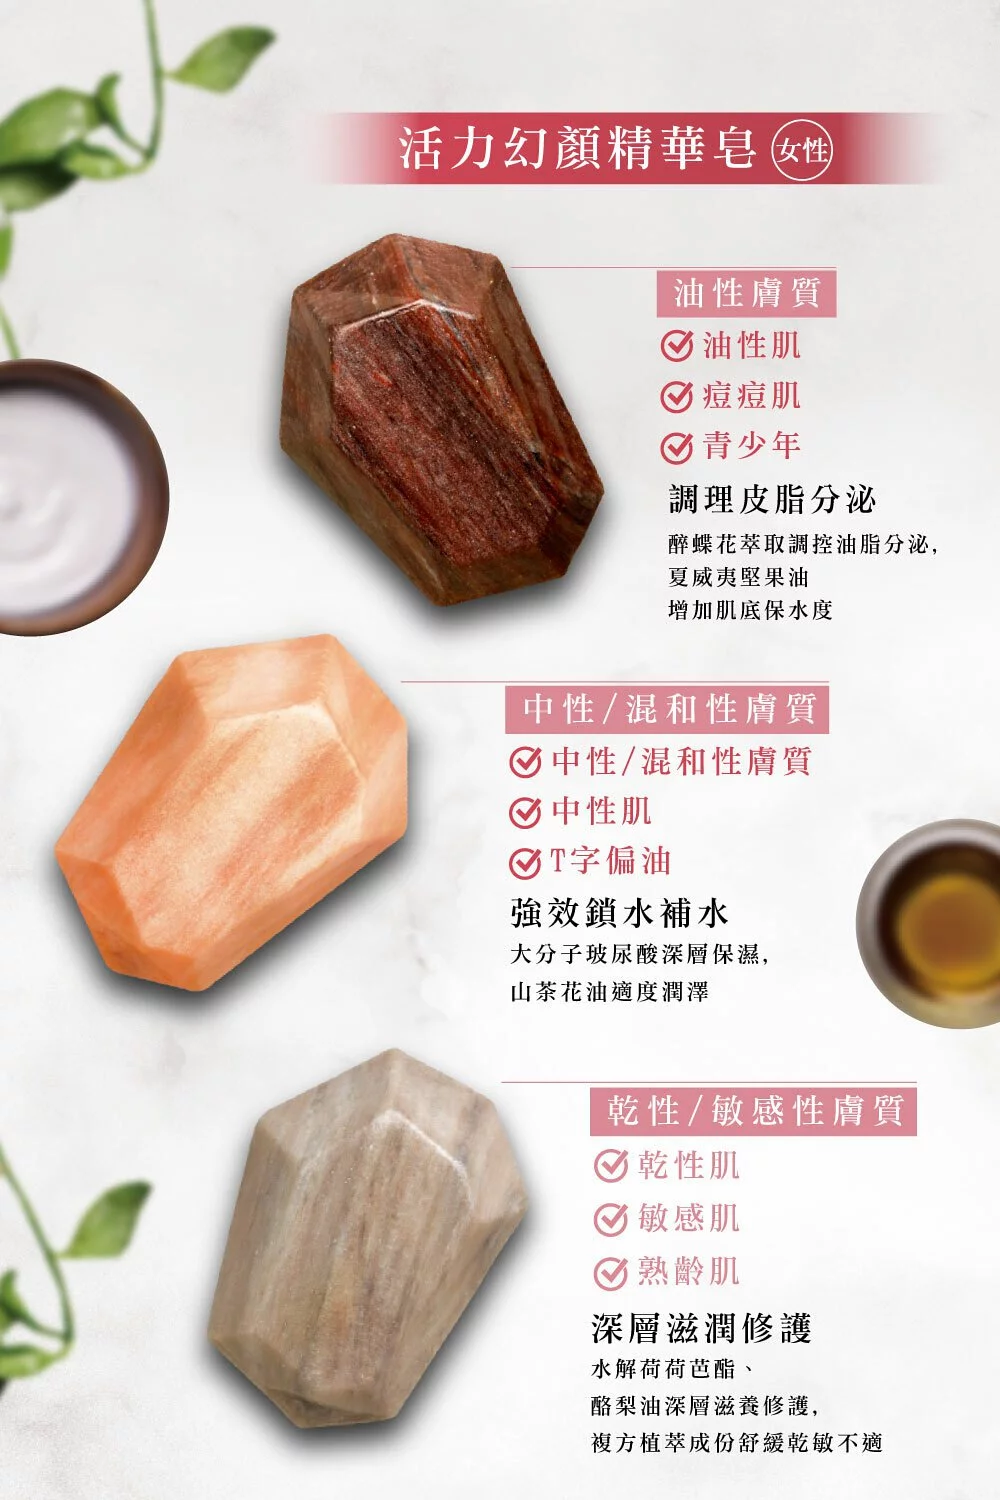 活力幻顏精華皂 女性
油性膚質
油性肌
痘痘肌
青少年
調理皮脂分泌
醉蝶花萃取調控油脂分泌,
夏威夷堅果油
增加肌底保水度
中性/混和性膚質
中性/混和性膚質
中性肌
T字偏油
強效鎖水補水
大分子玻尿酸深層保濕,
山茶花油適度潤澤
乾性/敏感性膚質
乾性肌
敏感肌
熟齡肌
深層滋潤修護
水解荷荷芭酯、
酪梨油深層滋養修護,
複方植萃成份舒緩乾敏不適